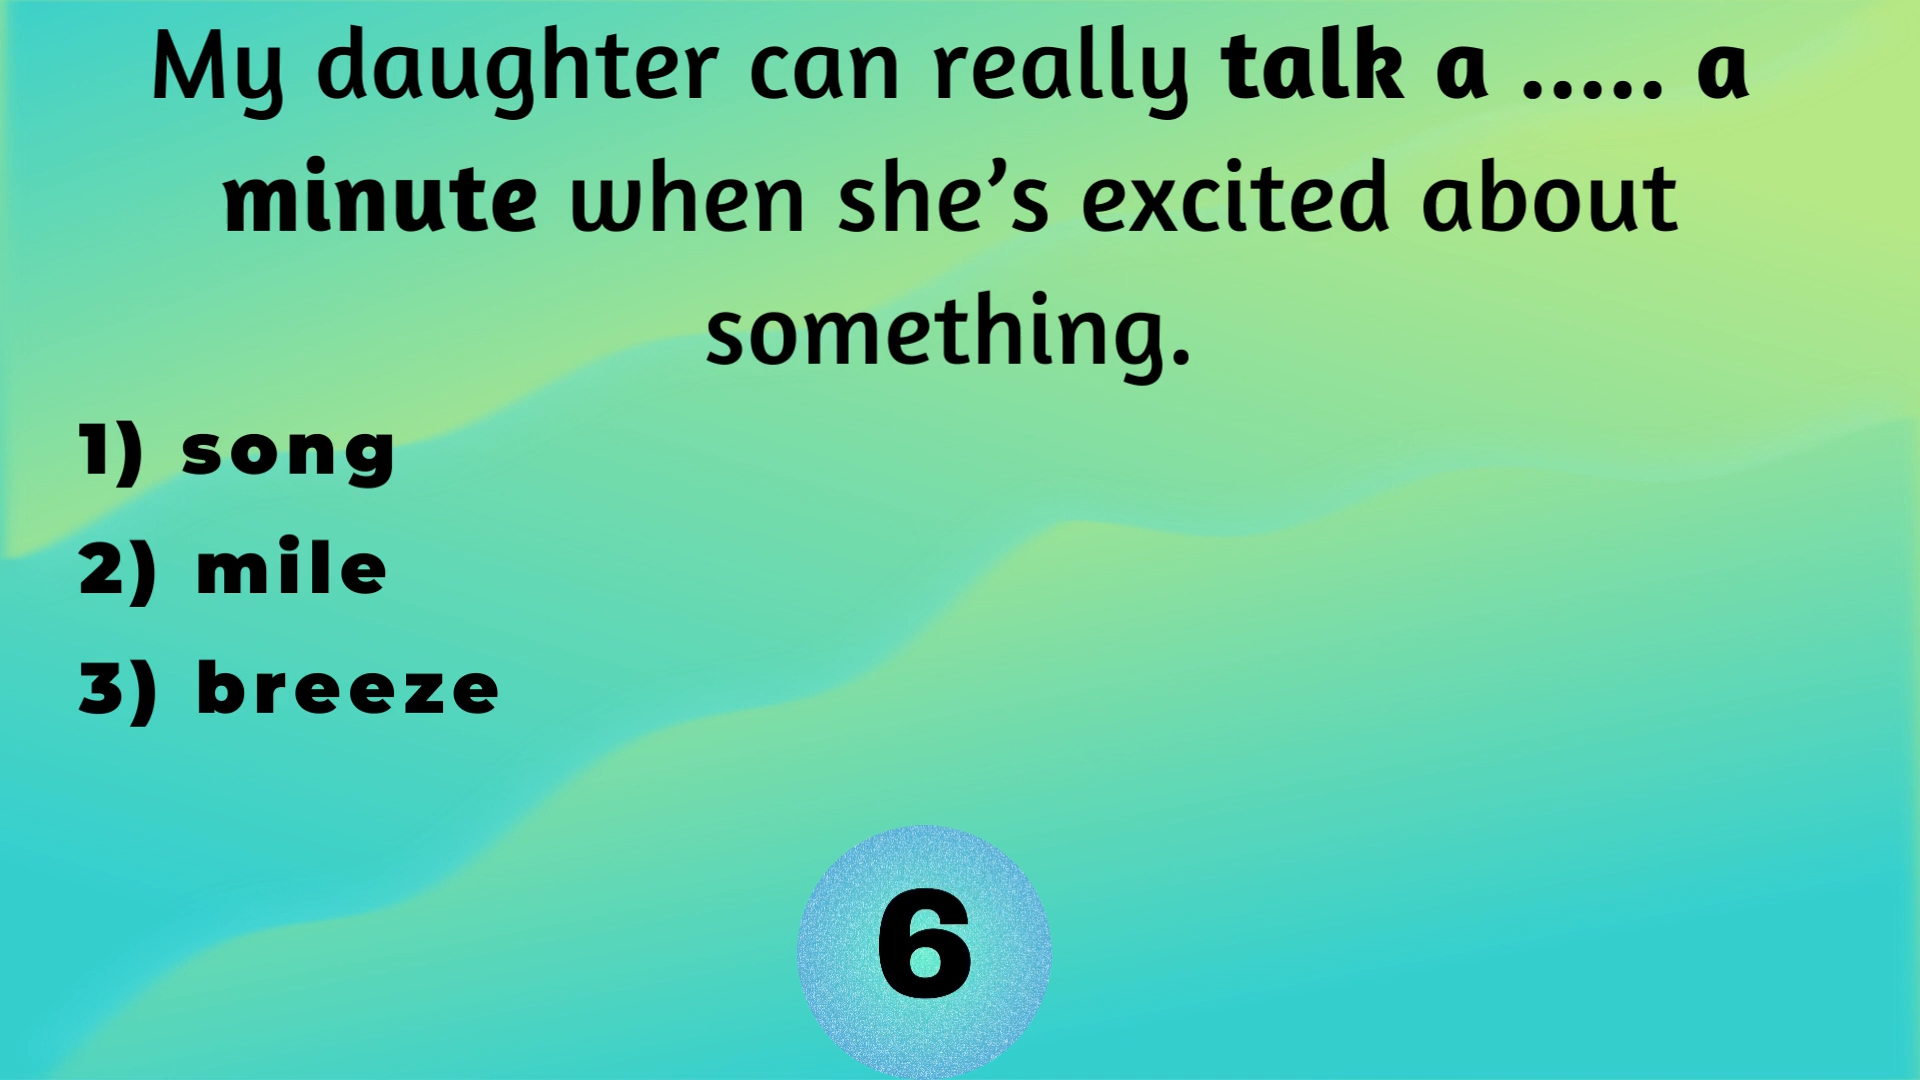 My daughter can really talk a ..... a
minute when she’s excited about
something.
1) song
2) mile
3) breeze
6